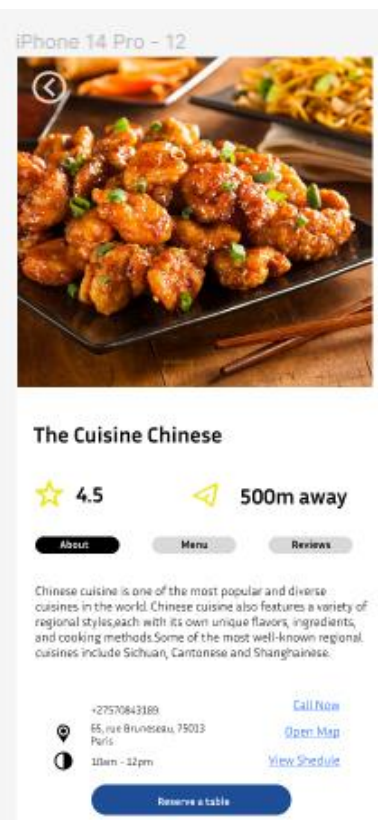 iPhone 14 Pro - 12
The Cuisine Chinese
4.5
500m away
About
Menu
Reviews
Chinese cuisine is one of the most popular and diverse
cuisines in the world. Chinese cuisine also features a variety of
regional styles,each with its own unique flavors, ingredients,
and cooking methods.Some of the most well-known regional
cuisines include Sichuan, Cantonese and Shanghainese.
+27570843189.
Call Now
65, rue Bruneseau, 75013
Paris
Open Map
10am - 12pm
View Shedule
Reserve a table